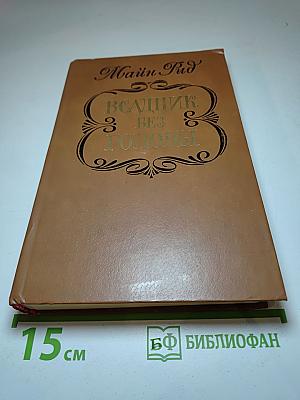 Майн Рид
ВСАДНИК
БЕЗ
ГОЛОВЫ
15 см
БФ БИБЛИОФАН